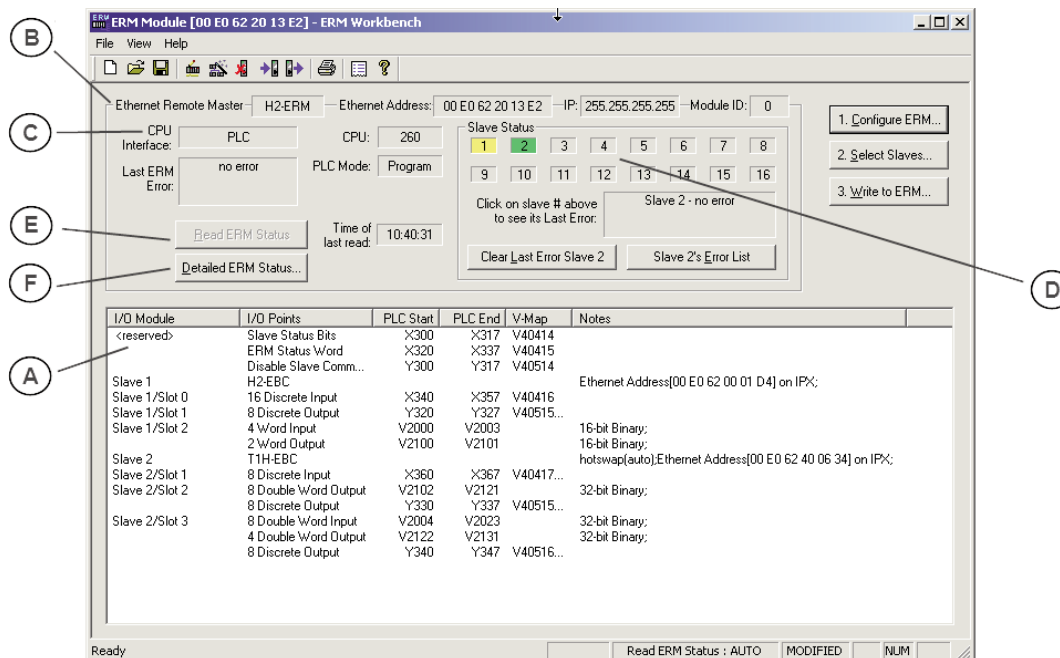 ERM Module [00 E0 62 20 13 E2] - ERM Workbench
File View Help
B
Ethernet Remote Master H2-ERM Ethernet Address: 00 E0 62 20 13 E2 IP: 255.255.255.255 Module ID: 0
1. Configure ERM...
C
CPU Interface: PLC CPU: 260
Slave Status
1 2 3 4 5 6 7 8
2. Select Slaves...
Last ERM Error: no error PLC Mode: Program
9 10 11 12 13 14 15 16
3. Write to ERM...
Click on slave # above to see its Last Error: Slave 2 - no error
E
Read ERM Status Time of last read: 10:40:31
Clear Last Error Slave 2 Slave 2's Error List
F
Detailed ERM Status...
D
I/O Module I/O Points PLC Start PLC End V-Map Notes
<reserved> Slave Status Bits X300 X317 V40414
ERM Status Word X320 X337 V40415
Disable Slave Comm... Y300 Y317 V40514
A
Slave 1 H2-EBC Ethernet Address[00 E0 62 00 01 D4] on IPX;
Slave 1/Slot 0 16 Discrete Input X340 X357 V40416
Slave 1/Slot 1 8 Discrete Output Y320 Y327 V40515...
Slave 1/Slot 2 4 Word Input V2000 V2003 16-bit Binary;
2 Word Output V2100 V2101 16-bit Binary;
Slave 2 T1H-EBC hotswap(auto);Ethernet Address[00 E0 62 40 06 34] on IPX;
Slave 2/Slot 1 8 Discrete Input X360 X367 V40417...
Slave 2/Slot 2 8 Double Word Output V2102 V2121 32-bit Binary;
8 Discrete Output Y330 Y337 V40515...
Slave 2/Slot 3 8 Double Word Input V2004 V2023 32-bit Binary;
4 Double Word Output V2122 V2131 32-bit Binary;
8 Discrete Output Y340 Y347 V40516...
Ready Read ERM Status : AUTO MODIFIED NUM